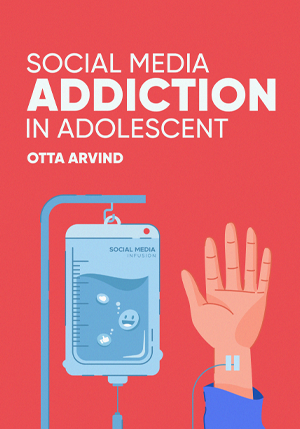 SOCIAL MEDIA
ADDICTION
IN ADOLESCENT
OTTA ARVIND
SOCIAL MEDIA
INFUSION